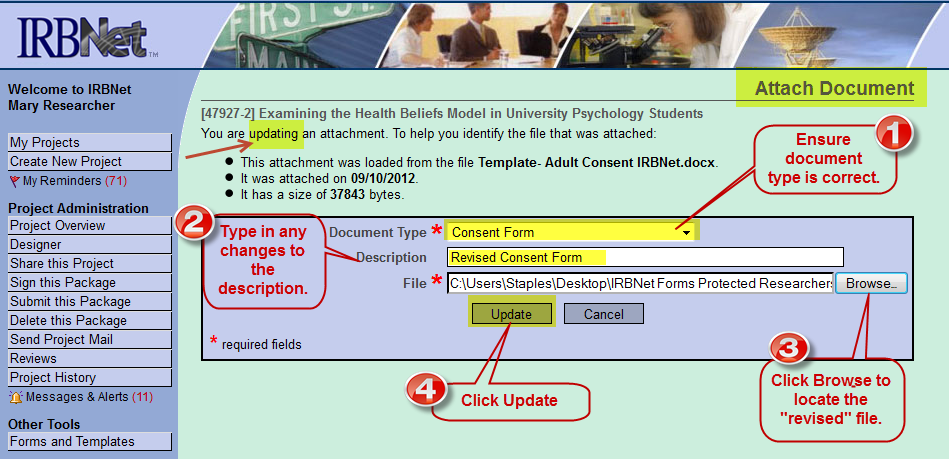 FIRST ST
MAIN
IRBNet™
Welcome to IRBNet
Mary Researcher
My Projects
Create New Project
My Reminders (71)
Project Administration
Project Overview
Designer
Share this Project
Sign this Package
Submit this Package
Delete this Package
Send Project Mail
Reviews
Project History
Messages & Alerts (11)
Other Tools
Forms and Templates
Attach Document
[47927-2] Examining the Health Beliefs Model in University Psychology Students
You are updating an attachment. To help you identify the file that was attached:
This attachment was loaded from the file Template- Adult Consent IRBNet.docx.
It was attached on 09/10/2012.
It has a size of 37843 bytes.
1
Ensure
document
type is correct.
2
Type in any
changes to
the
description.
Document Type * Consent Form
Description Revised Consent Form
File * C:\Users\Staples\Desktop\IRBNet Forms Protected Researchers Browse...
Update Cancel
* required fields
3
Click Browse to
locate the
"revised" file.
4
Click Update